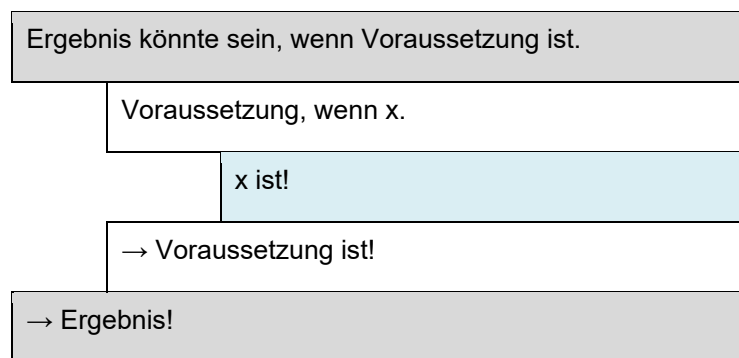 Ergebnis könnte sein, wenn Voraussetzung ist.
Voraussetzung, wenn x.
x ist!
→ Voraussetzung ist!
→ Ergebnis!